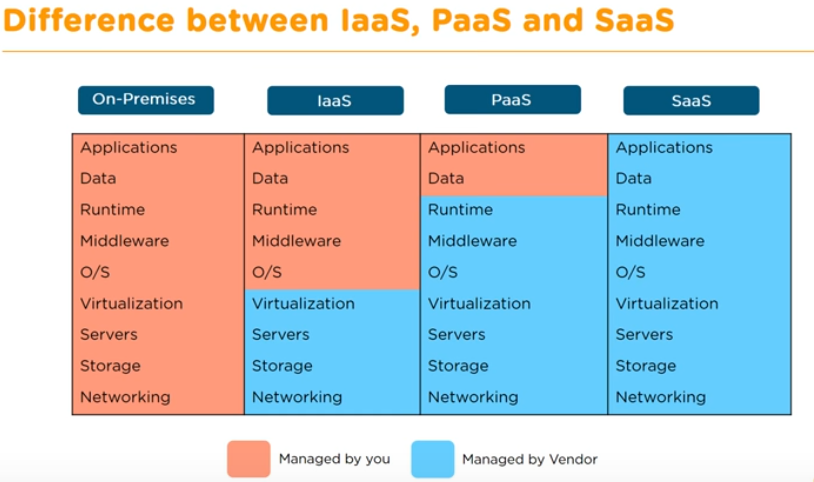 Difference between IaaS, PaaS and SaaS
On-Premises IaaS PaaS SaaS
Applications Applications Applications Applications
Data Data Data Data
Runtime Runtime Runtime Runtime
Middleware Middleware Middleware Middleware
O/S O/S O/S O/S
Virtualization Virtualization Virtualization Virtualization
Servers Servers Servers Servers
Storage Storage Storage Storage
Networking Networking Networking Networking
Managed by you Managed by Vendor